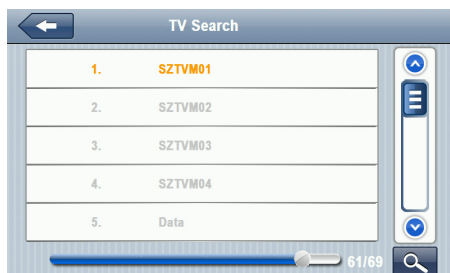 TV Search
1. SZTVM01
2. SZTVM02
3. SZTVM03
4. SZTVM04
5. Data
61/69